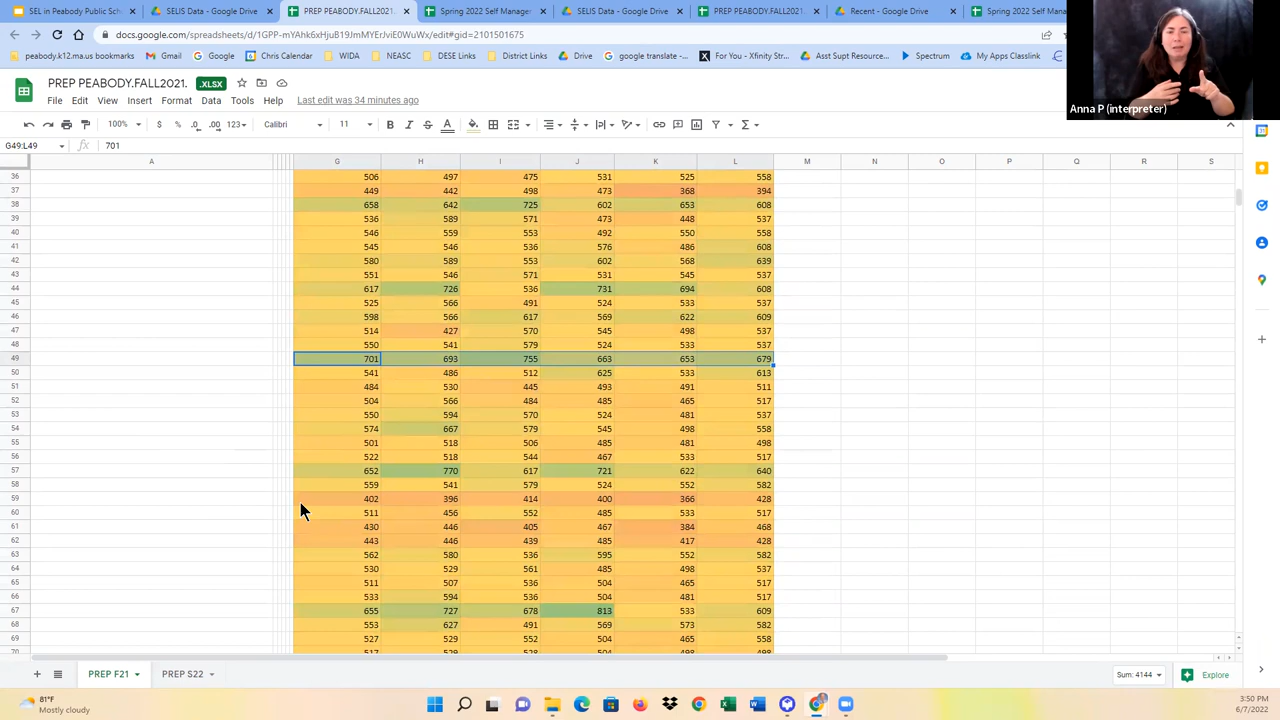 SEL in Peabody Public Schoo
SEUS Data - Google Drive
PREP PEABODY.FALL2021.
Spring 2022 Self Manager
SEUS Data - Google Drive
PREP PEABODY.FALL2021.
Recent - Google Drive
Spring 2022 Self Man
docs.google.com/spreadsheets/d/1GPP-mYAhk6xHjuB19JmMYErJviE0WuWx/edit#gid=2101501675
peabody.k12.ma.us bookmarks Gmail Google Chris Calendar WIDA NEASC DESE Links District Links Drive google translate - For You - Xfinity Stre Asst Supt Resource... Spectrum My Apps Classlink
PREP PEABODY.FALL2021. .XLSX
File Edit View Insert Format Data Tools Help Last edit was 34 minutes ago
100% $ % .0 .00 123 Calibri 11 B I S A
Anna P (interpreter)
G49:L49 fx 701
A G H I J K L M N O P Q R S
36 506 497 475 531 525 558
37 449 442 498 473 368 394
38 658 642 725 602 653 608
39 536 589 571 473 448 537
40 546 559 553 492 550 558
41 545 546 536 576 486 608
42 580 589 553 602 568 639
43 551 546 571 531 545 537
44 617 726 536 731 694 608
45 525 566 491 524 533 537
46 598 566 617 569 622 609
47 514 427 570 545 498 537
48 550 541 579 524 533 537
49 701 693 755 663 653 679
50 541 486 512 625 533 613
51 484 530 445 493 491 511
52 504 566 484 485 465 517
53 550 594 570 524 481 537
54 574 667 579 545 498 558
55 501 518 506 485 481 498
56 522 518 544 467 533 517
57 652 770 617 721 622 640
58 559 541 579 524 552 582
59 402 396 414 400 366 428
60 511 456 552 485 533 517
61 430 446 405 467 384 468
62 443 446 439 485 417 428
63 562 580 536 595 552 582
64 530 529 561 485 498 537
65 511 507 536 504 465 517
66 533 594 536 504 481 517
67 655 727 678 813 533 609
68 553 627 491 569 573 582
69 527 529 552 504 465 558
70 517 529 528 504 498 498
PREP F21 PREP S22 Sum: 4144 Explore
81°F
Mostly cloudy
3:50 PM
6/7/2022